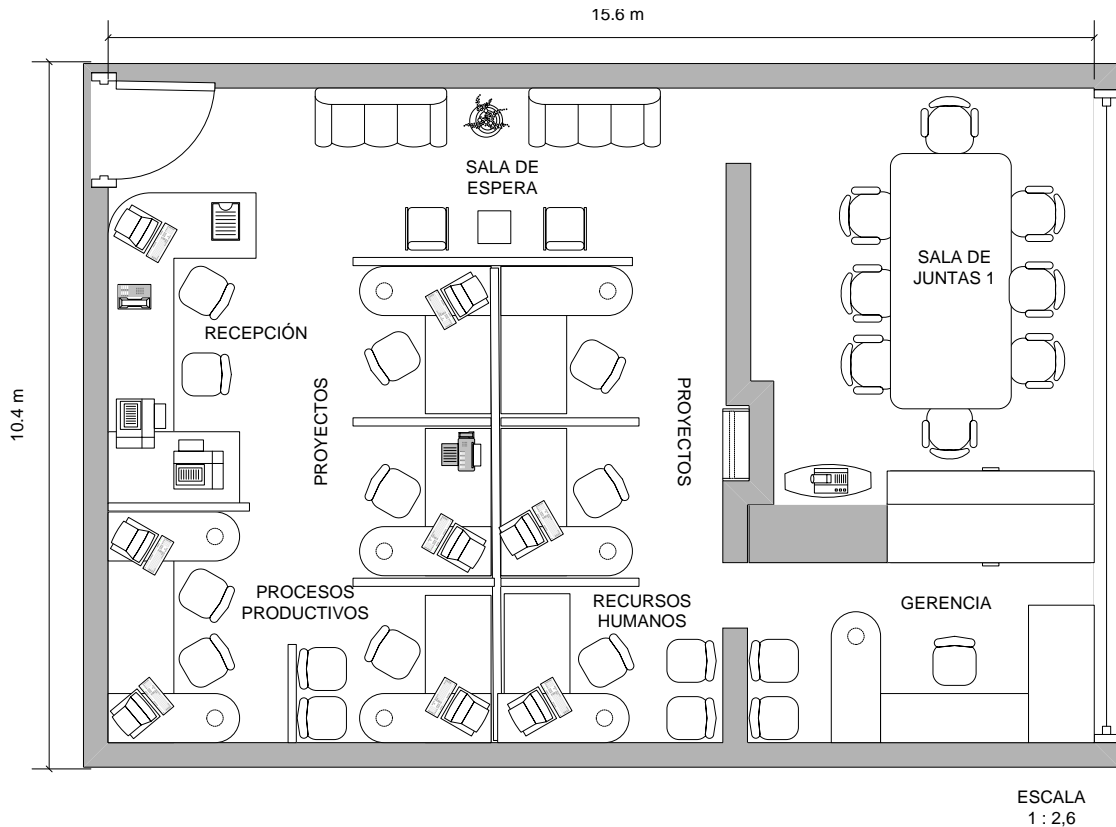 15.6 m
10.4 m
SALA DE
ESPERA
SALA DE
JUNTAS 1
RECEPCIÓN
PROYECTOS
PROYECTOS
PROCESOS
PRODUCTIVOS
RECURSOS
HUMANOS
GERENCIA
ESCALA
1 : 2,6